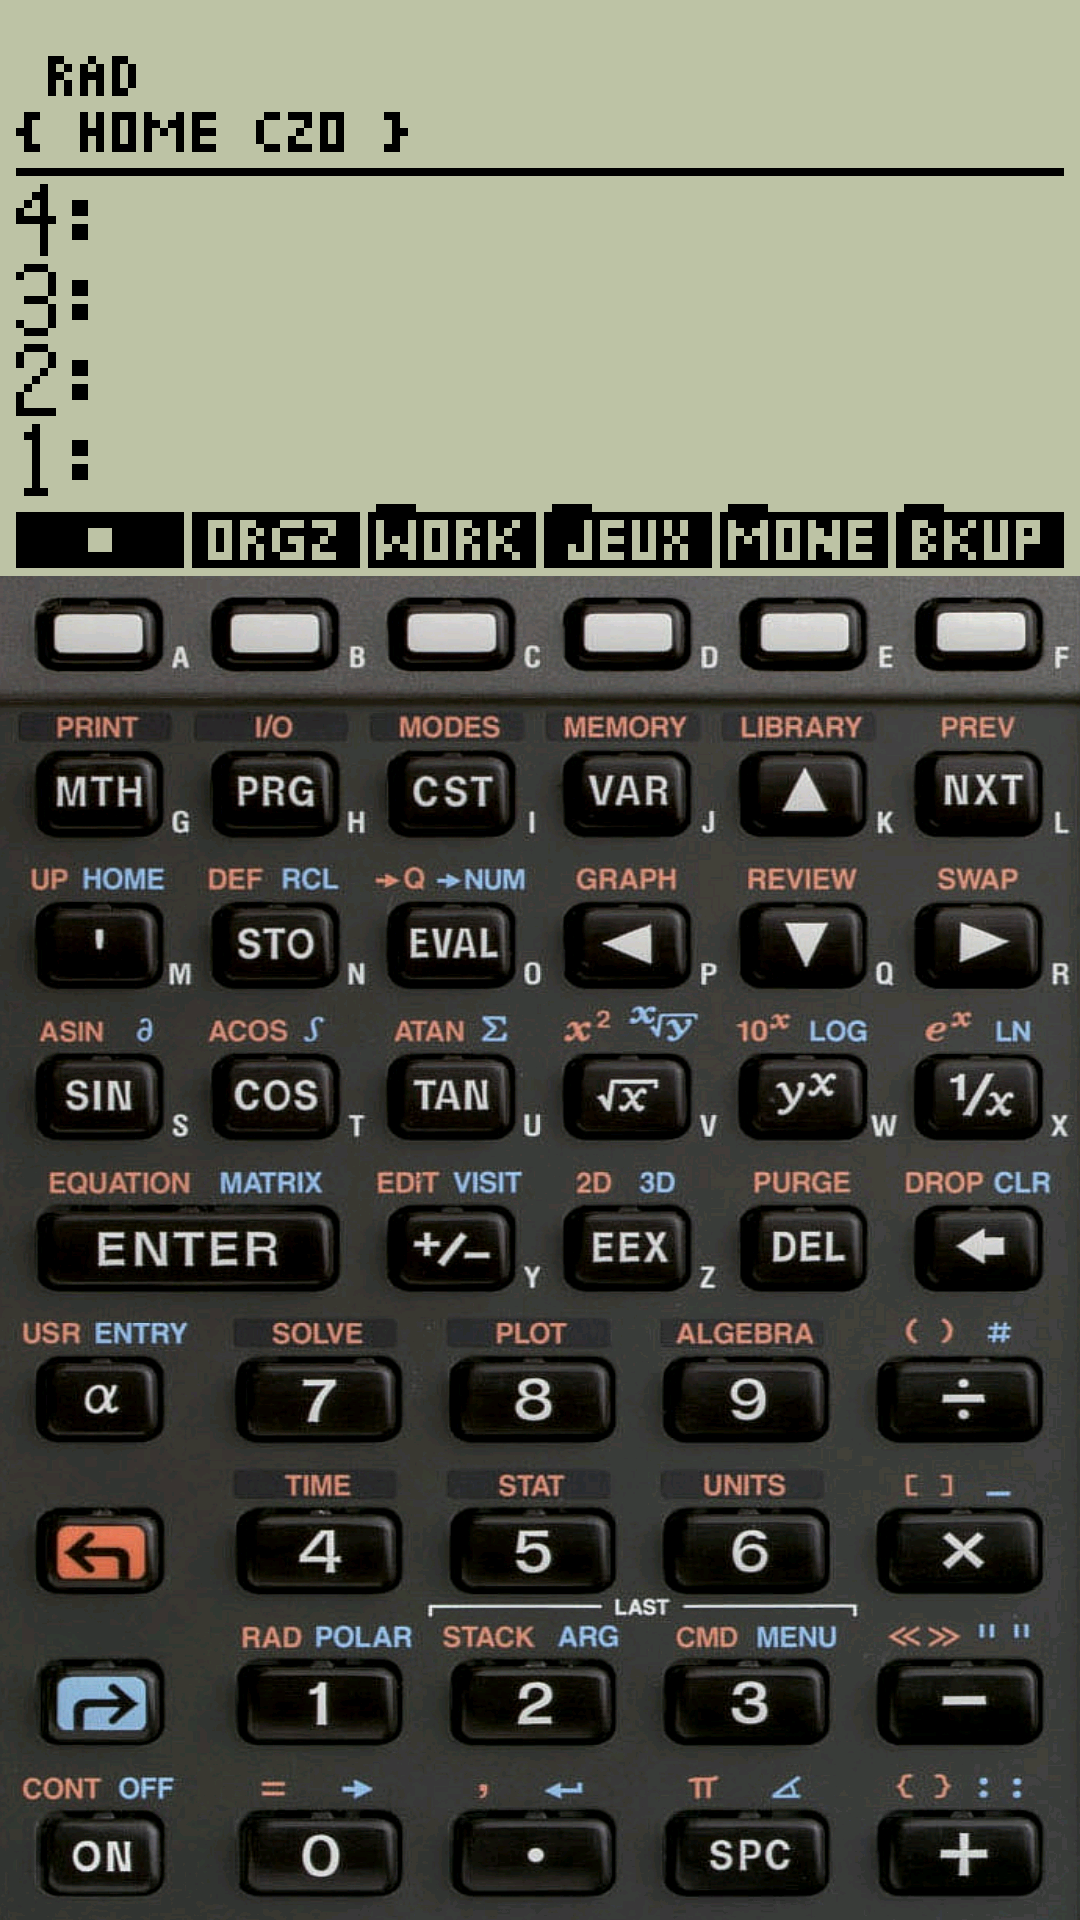 RAD
{ HOME CZO }
4:
3:
2:
1:
■ ORGZ WORK JEUX MONE BKUP
A B C D E F
PRINT I/O MODES MEMORY LIBRARY PREV
MTH G PRG H CST I VAR J ▲ K NXT L
UP HOME DEF RCL →Q →NUM GRAPH REVIEW SWAP
' M STO N EVAL O ◀ P ▼ Q ▶ R
ASIN ∂ ACOS ∫ ATAN Σ x² ˣ√y 10ˣ LOG eˣ LN
SIN S COS T TAN U √x V yˣ W 1/x X
EQUATION MATRIX EDIT VISIT 2D 3D PURGE DROP CLR
ENTER +/− Y EEX Z DEL ←
USR ENTRY SOLVE PLOT ALGEBRA ( ) #
α 7 8 9 ÷
TIME STAT UNITS [ ] _
↰ 4 5 6 ×
LAST
RAD POLAR STACK ARG CMD MENU ≪≫ " "
↱ 1 2 3 −
CONT OFF = → , ↵ π ∡ { } : :
ON 0 . SPC +